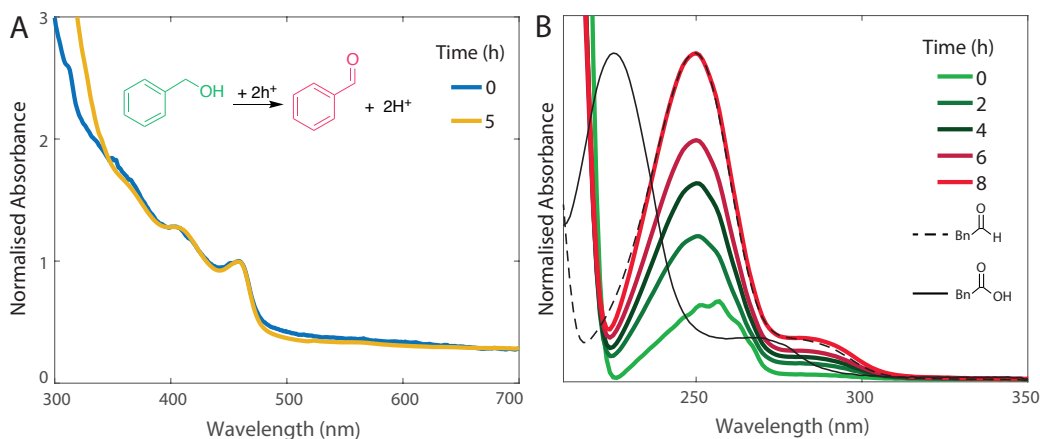 A
Normalised Absorbance
3
2
1
0
300
400
500
600
700
Wavelength (nm)
Time (h)
0
5
OH
+ 2h⁺
O
+ 2H⁺
B
Normalised Absorbance
250
300
350
Wavelength (nm)
Time (h)
0
2
4
6
8
O
Bn H
O
Bn OH